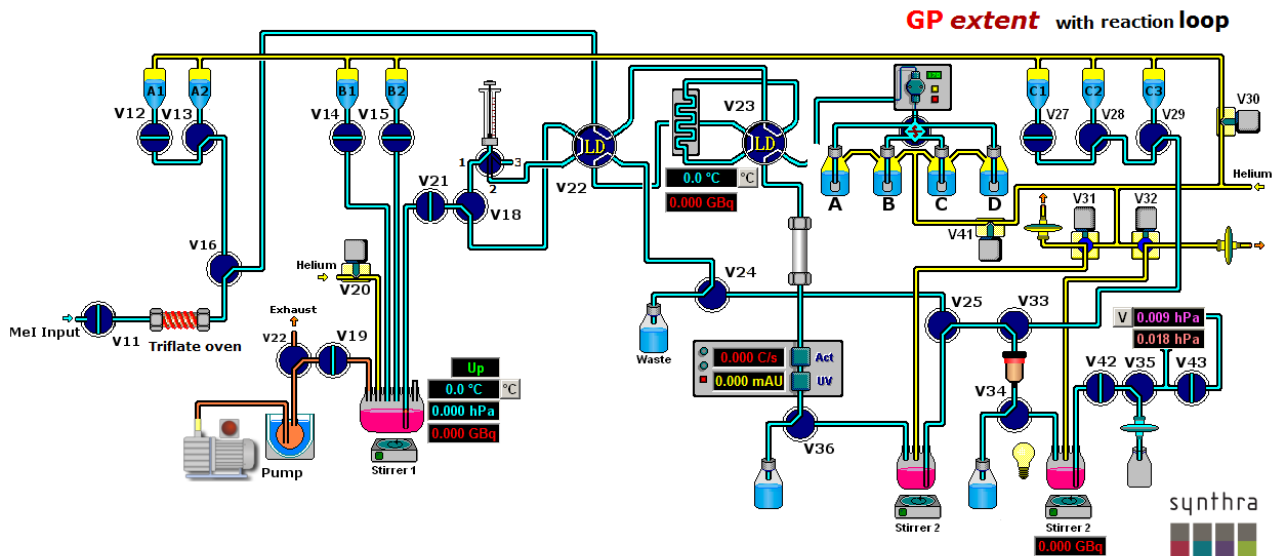 GP extent with reaction loop
A1 A2 B1 B2 C1 C2 C3
V12 V13 V14 V15 V23 V27 V28 V29 V30
1 3
2
LD LD
V22
0.0 °C °C
0.000 GBq
A B C D
Helium
V21
V18
V41 V31 V32
V16
Helium
V20
V24
V25 V33
MeI Input
V11
Triflate oven
Exhaust
V22 V19
Waste
V 0.009 hPa
0.018 hPa
Up
0.0 °C °C
0.000 hPa
0.000 GBq
0.000 C/s Act
0.000 mAU UV
V34
V42 V35 V43
V36
Pump
Stirrer 1
Stirrer 2
Stirrer 2
0.000 GBq
synthra